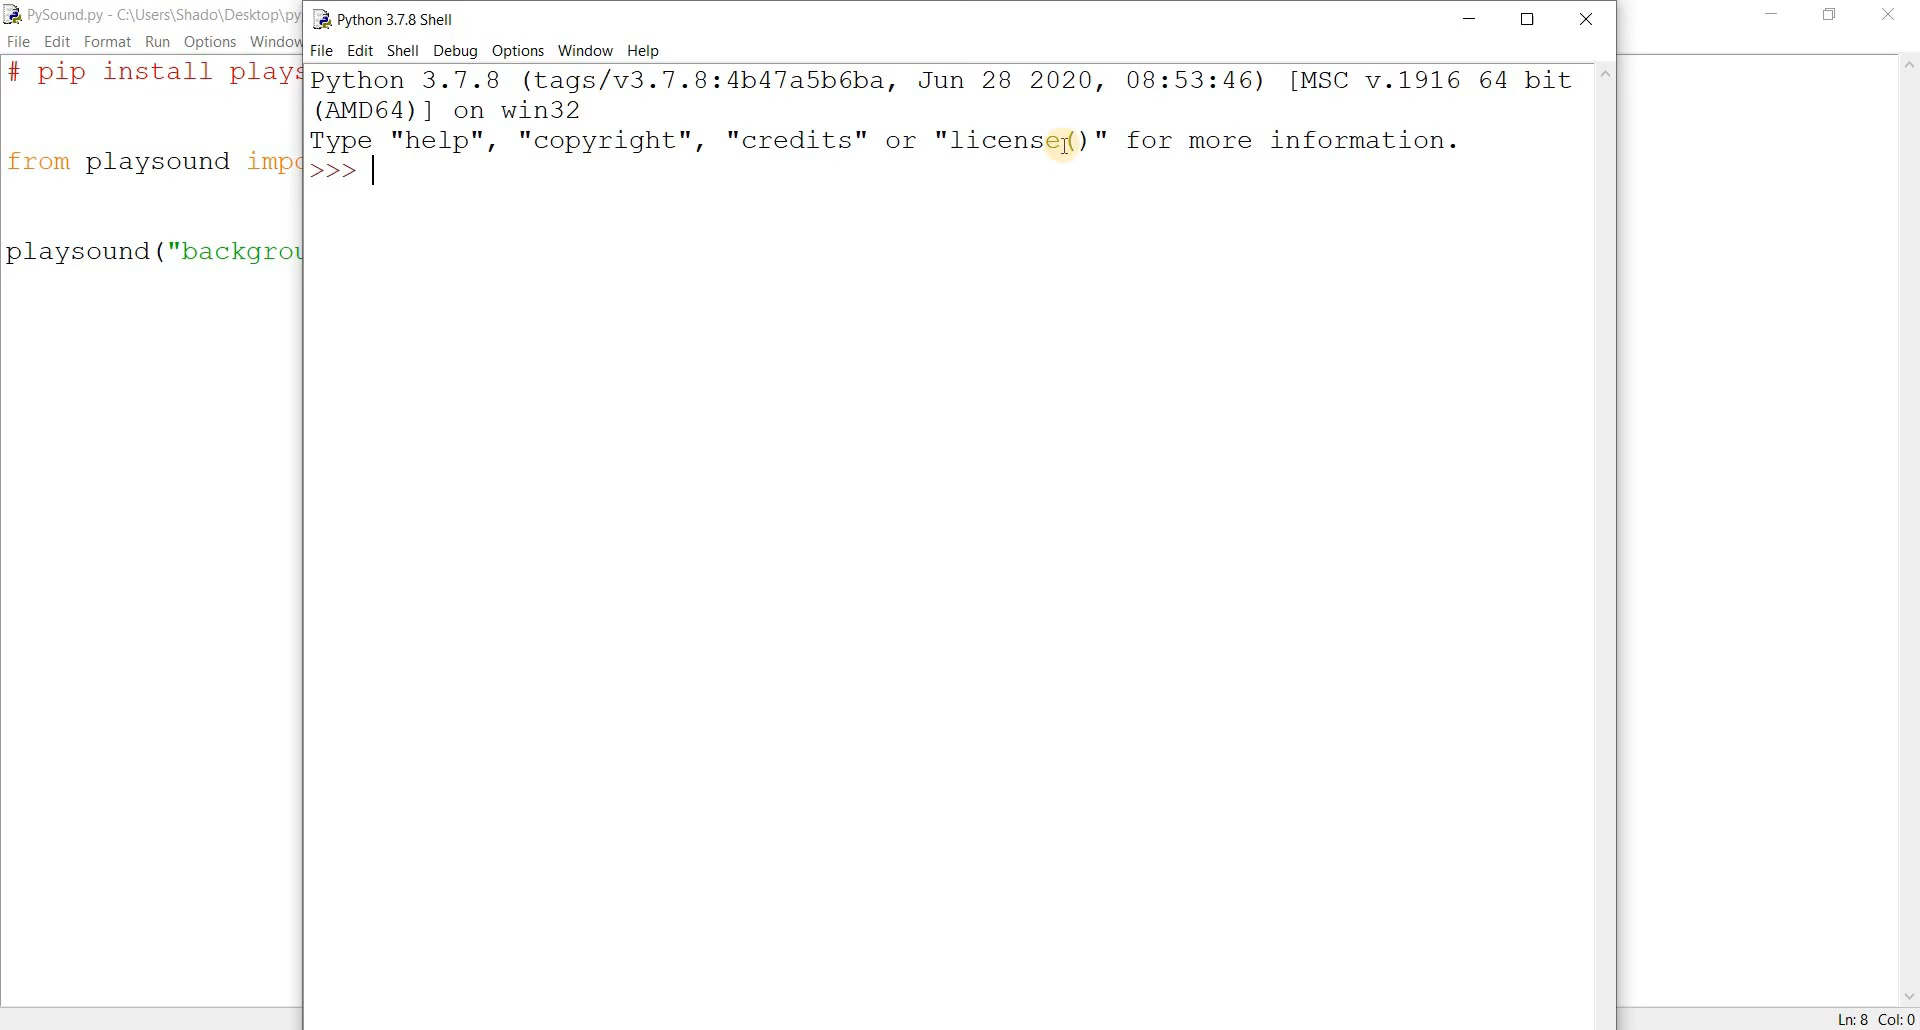 PySound.py - C:\Users\Shado\Desktop\py
File Edit Format Run Options Window
# pip install plays
from playsound impo
playsound("backgrou
Python 3.7.8 Shell
File Edit Shell Debug Options Window Help
Python 3.7.8 (tags/v3.7.8:4b47a5b6ba, Jun 28 2020, 08:53:46) [MSC v.1916 64 bit
(AMD64)] on win32
Type "help", "copyright", "credits" or "license()" for more information.
>>>
Ln: 8 Col: 0